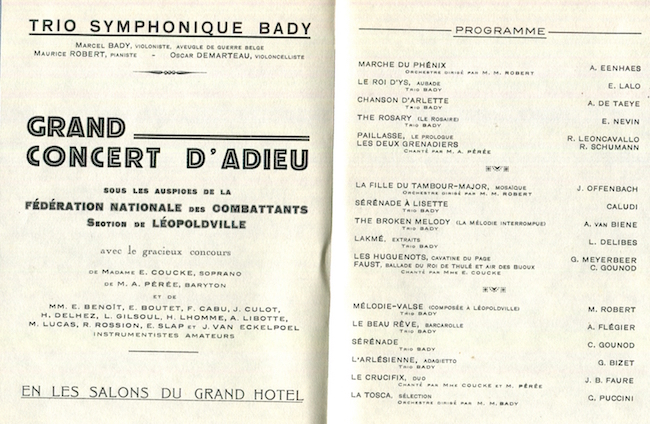 TRIO SYMPHONIQUE BADY
MARCEL BADY, VIOLONISTE, AVEUGLE DE GUERRE BELGE
MAURICE ROBERT, PIANISTE - OSCAR DEMARTEAU, VIOLONCELLISTE
GRAND
CONCERT D'ADIEU
SOUS LES AUSPICES DE LA
FÉDÉRATION NATIONALE DES COMBATTANTS
SECTION DE LÉOPOLDVILLE
avec le gracieux concours
DE MADAME E. COUCKE, SOPRANO
DE M. A. PÉRÉE, BARYTON
ET DE
MM. E. BENOÎT, E. BOUTET, F. CABU, J. CULOT,
H. DELHEZ, L. GILSOUL, H. LHOMME, A. LIBOTTE,
M. LUCAS, R. ROSSION, E. SLAP ET J. VAN ECKELPOEL
INSTRUMENTISTES AMATEURS
EN LES SALONS DU GRAND HOTEL
PROGRAMME
MARCHE DU PHÉNIX A. EENHAES
ORCHESTRE DIRIGÉ PAR M. M. ROBERT
LE ROI D'YS, AUBADE E. LALO
TRIO BADY
CHANSON D'ARLETTE A. DE TAEYE
TRIO BADY
THE ROSARY (LE ROSAIRE) E. NEVIN
TRIO BADY
PAILLASSE, LE PROLOGUE R. LEONCAVALLO
LES DEUX GRENADIERS R. SCHUMANN
CHANTÉ PAR M. A. PÉRÉE
LA FILLE DU TAMBOUR-MAJOR, MOSAÏQUE J. OFFENBACH
ORCHESTRE DIRIGÉ PAR M. M. ROBERT
SÉRÉNADE À LISETTE CALUDI
TRIO BADY
THE BROKEN MELODY (LA MÉLODIE INTERROMPUE) A. VAN BIENE
TRIO BADY
LAKMÉ, EXTRAITS L. DELIBES
TRIO BADY
LES HUGUENOTS, CAVATINE DU PAGE G. MEYERBEER
FAUST, BALLADE DU ROI DE THULÉ ET AIR DES BIJOUX C. GOUNOD
CHANTÉ PAR MME E. COUCKE
MÉLODIE-VALSE (COMPOSÉE À LÉOPOLDVILLE) M. ROBERT
TRIO BADY
LE BEAU RÊVE, BARCAROLLE A. FLÉGIER
TRIO BADY
SÉRÉNADE C. GOUNOD
TRIO BADY
L'ARLÉSIENNE, ADAGIETTO G. BIZET
TRIO BADY
LE CRUCIFIX, DUO J. B. FAURE
CHANTÉ PAR MME COUCKE ET M. PÉRÉE
LA TOSCA, SÉLECTION G. PUCCINI
ORCHESTRE DIRIGÉ PAR M. M. BADY